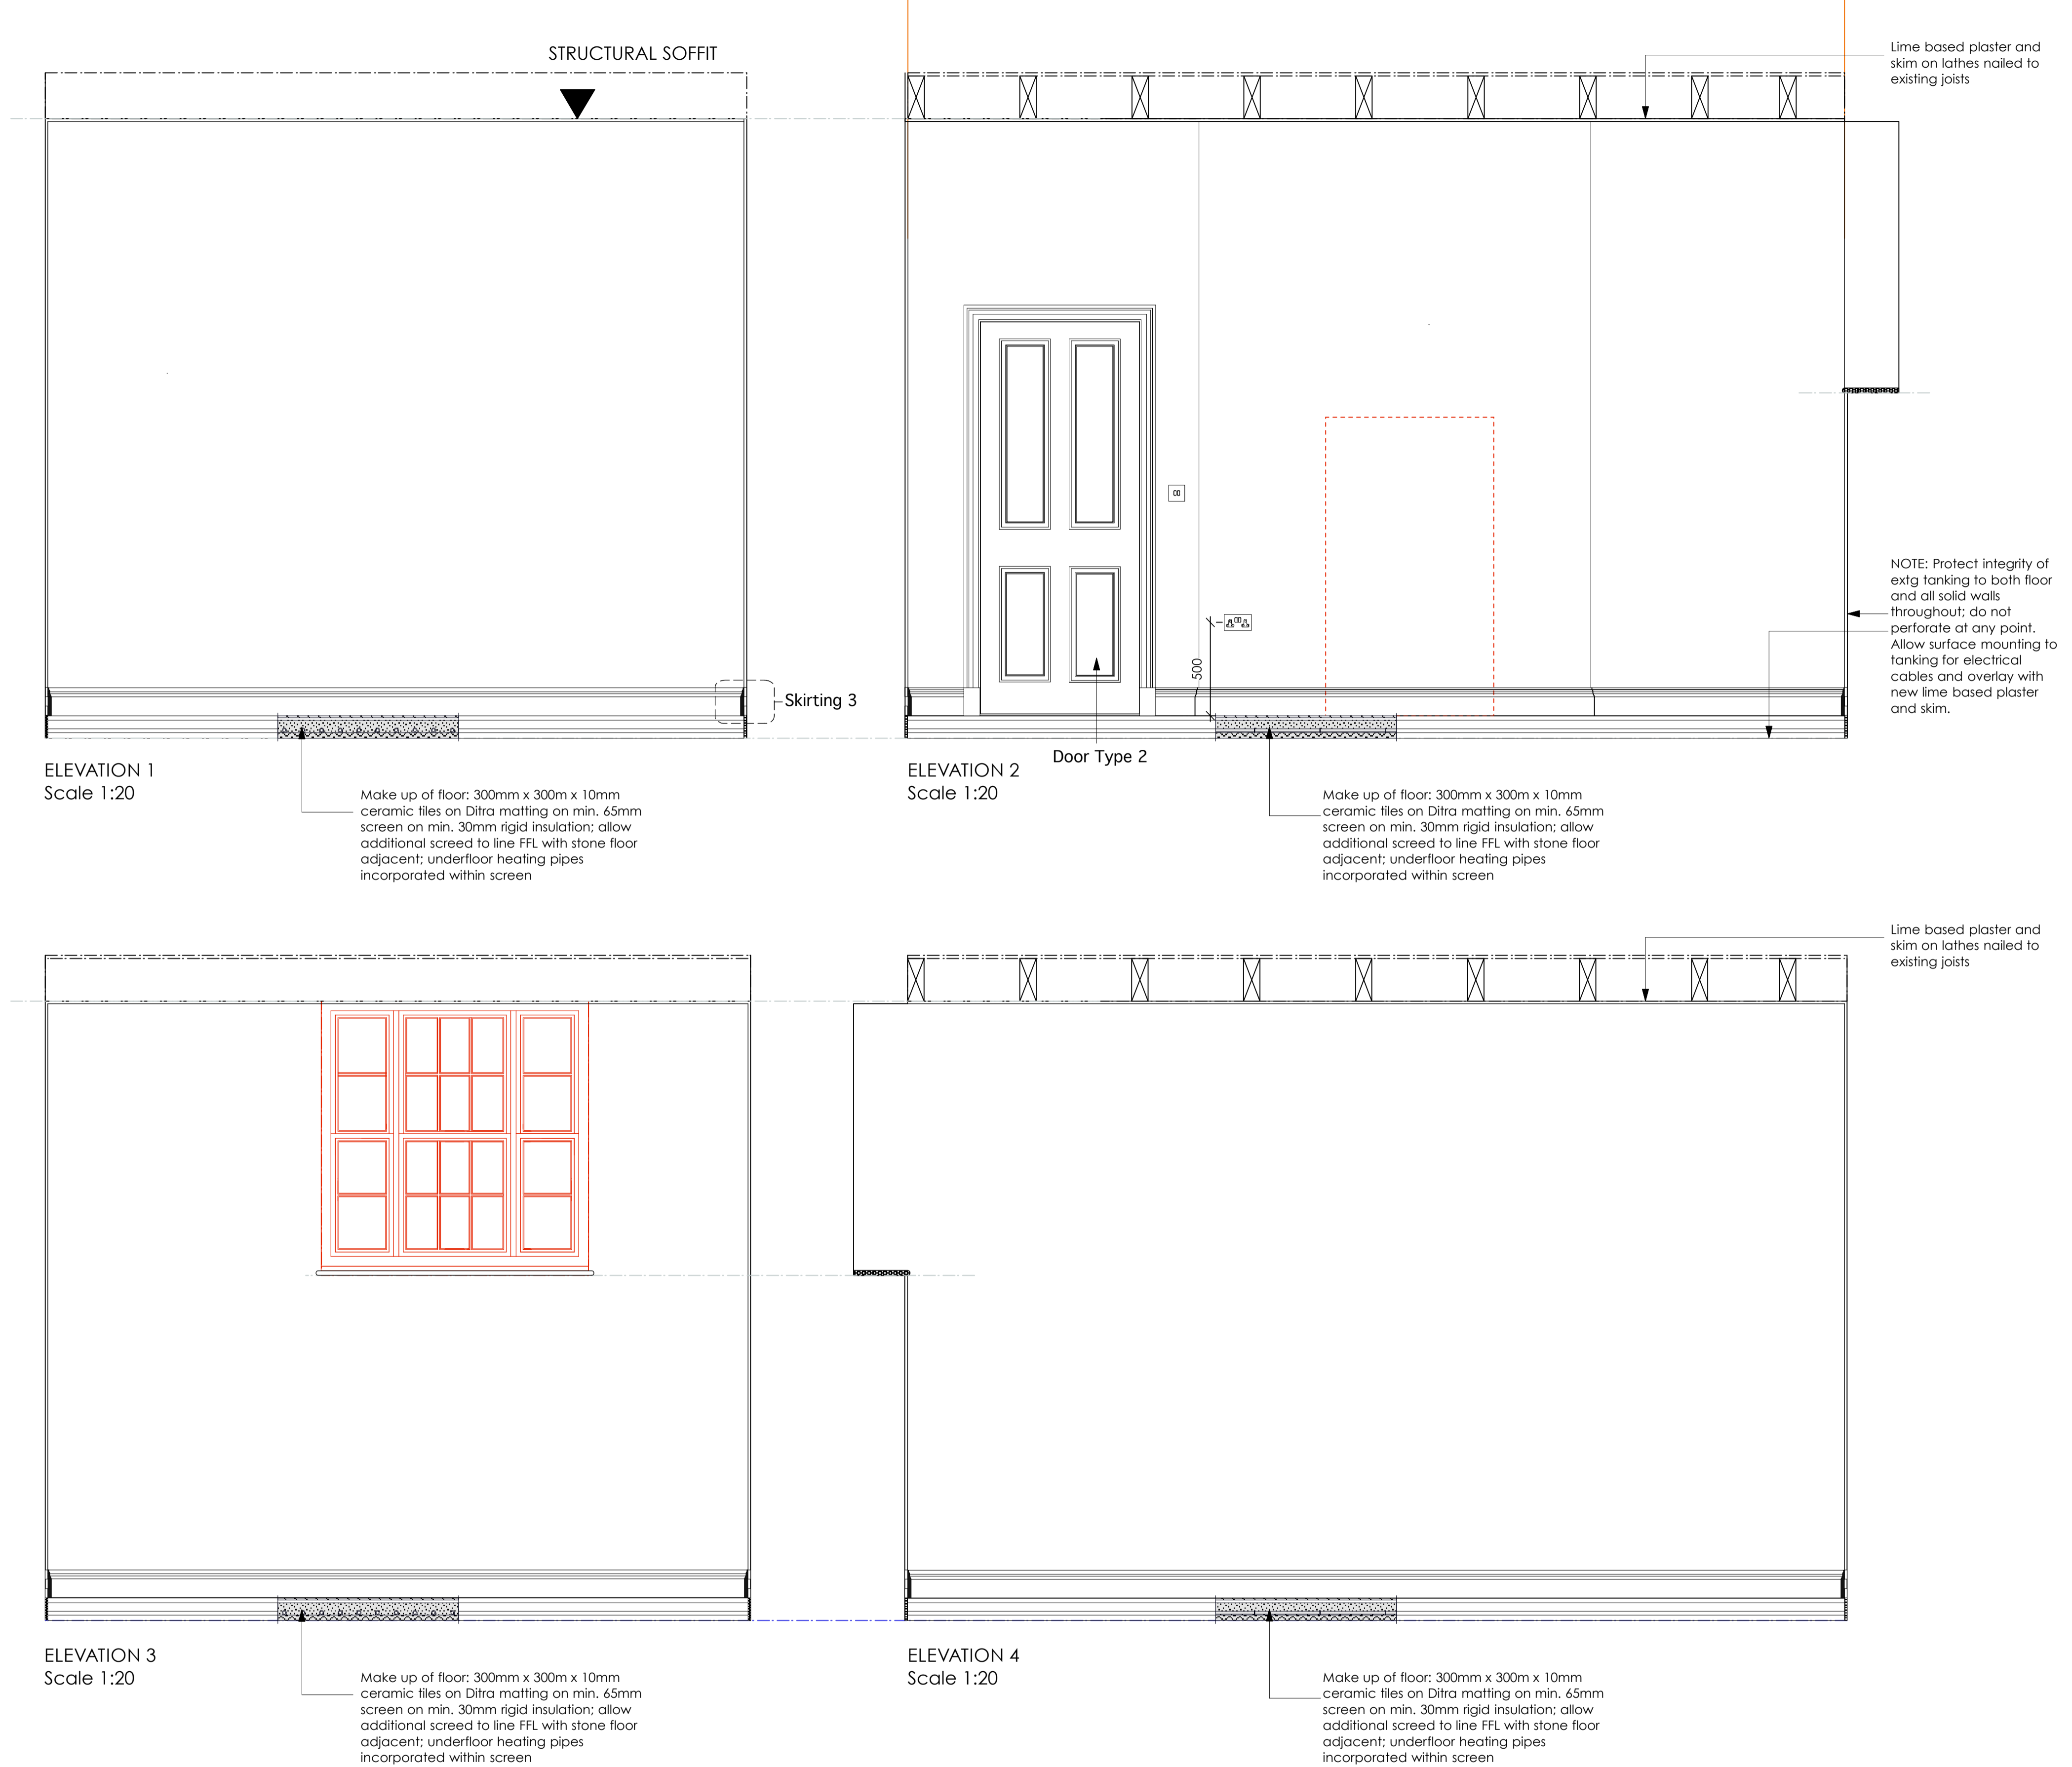 STRUCTURAL SOFFIT
Lime based plaster and
skim on lathes nailed to
existing joists
NOTE: Protect integrity of
extg tanking to both floor
and all solid walls
throughout; do not
perforate at any point.
Allow surface mounting to
tanking for electrical
cables and overlay with
new lime based plaster
and skim.
500
Skirting 3
Door Type 2
ELEVATION 1
Scale 1:20
Make up of floor: 300mm x 300m x 10mm
ceramic tiles on Ditra matting on min. 65mm
screen on min. 30mm rigid insulation; allow
additional screed to line FFL with stone floor
adjacent; underfloor heating pipes
incorporated within screen
ELEVATION 2
Scale 1:20
Make up of floor: 300mm x 300m x 10mm
ceramic tiles on Ditra matting on min. 65mm
screen on min. 30mm rigid insulation; allow
additional screed to line FFL with stone floor
adjacent; underfloor heating pipes
incorporated within screen
Lime based plaster and
skim on lathes nailed to
existing joists
ELEVATION 3
Scale 1:20
Make up of floor: 300mm x 300m x 10mm
ceramic tiles on Ditra matting on min. 65mm
screen on min. 30mm rigid insulation; allow
additional screed to line FFL with stone floor
adjacent; underfloor heating pipes
incorporated within screen
ELEVATION 4
Scale 1:20
Make up of floor: 300mm x 300m x 10mm
ceramic tiles on Ditra matting on min. 65mm
screen on min. 30mm rigid insulation; allow
additional screed to line FFL with stone floor
adjacent; underfloor heating pipes
incorporated within screen